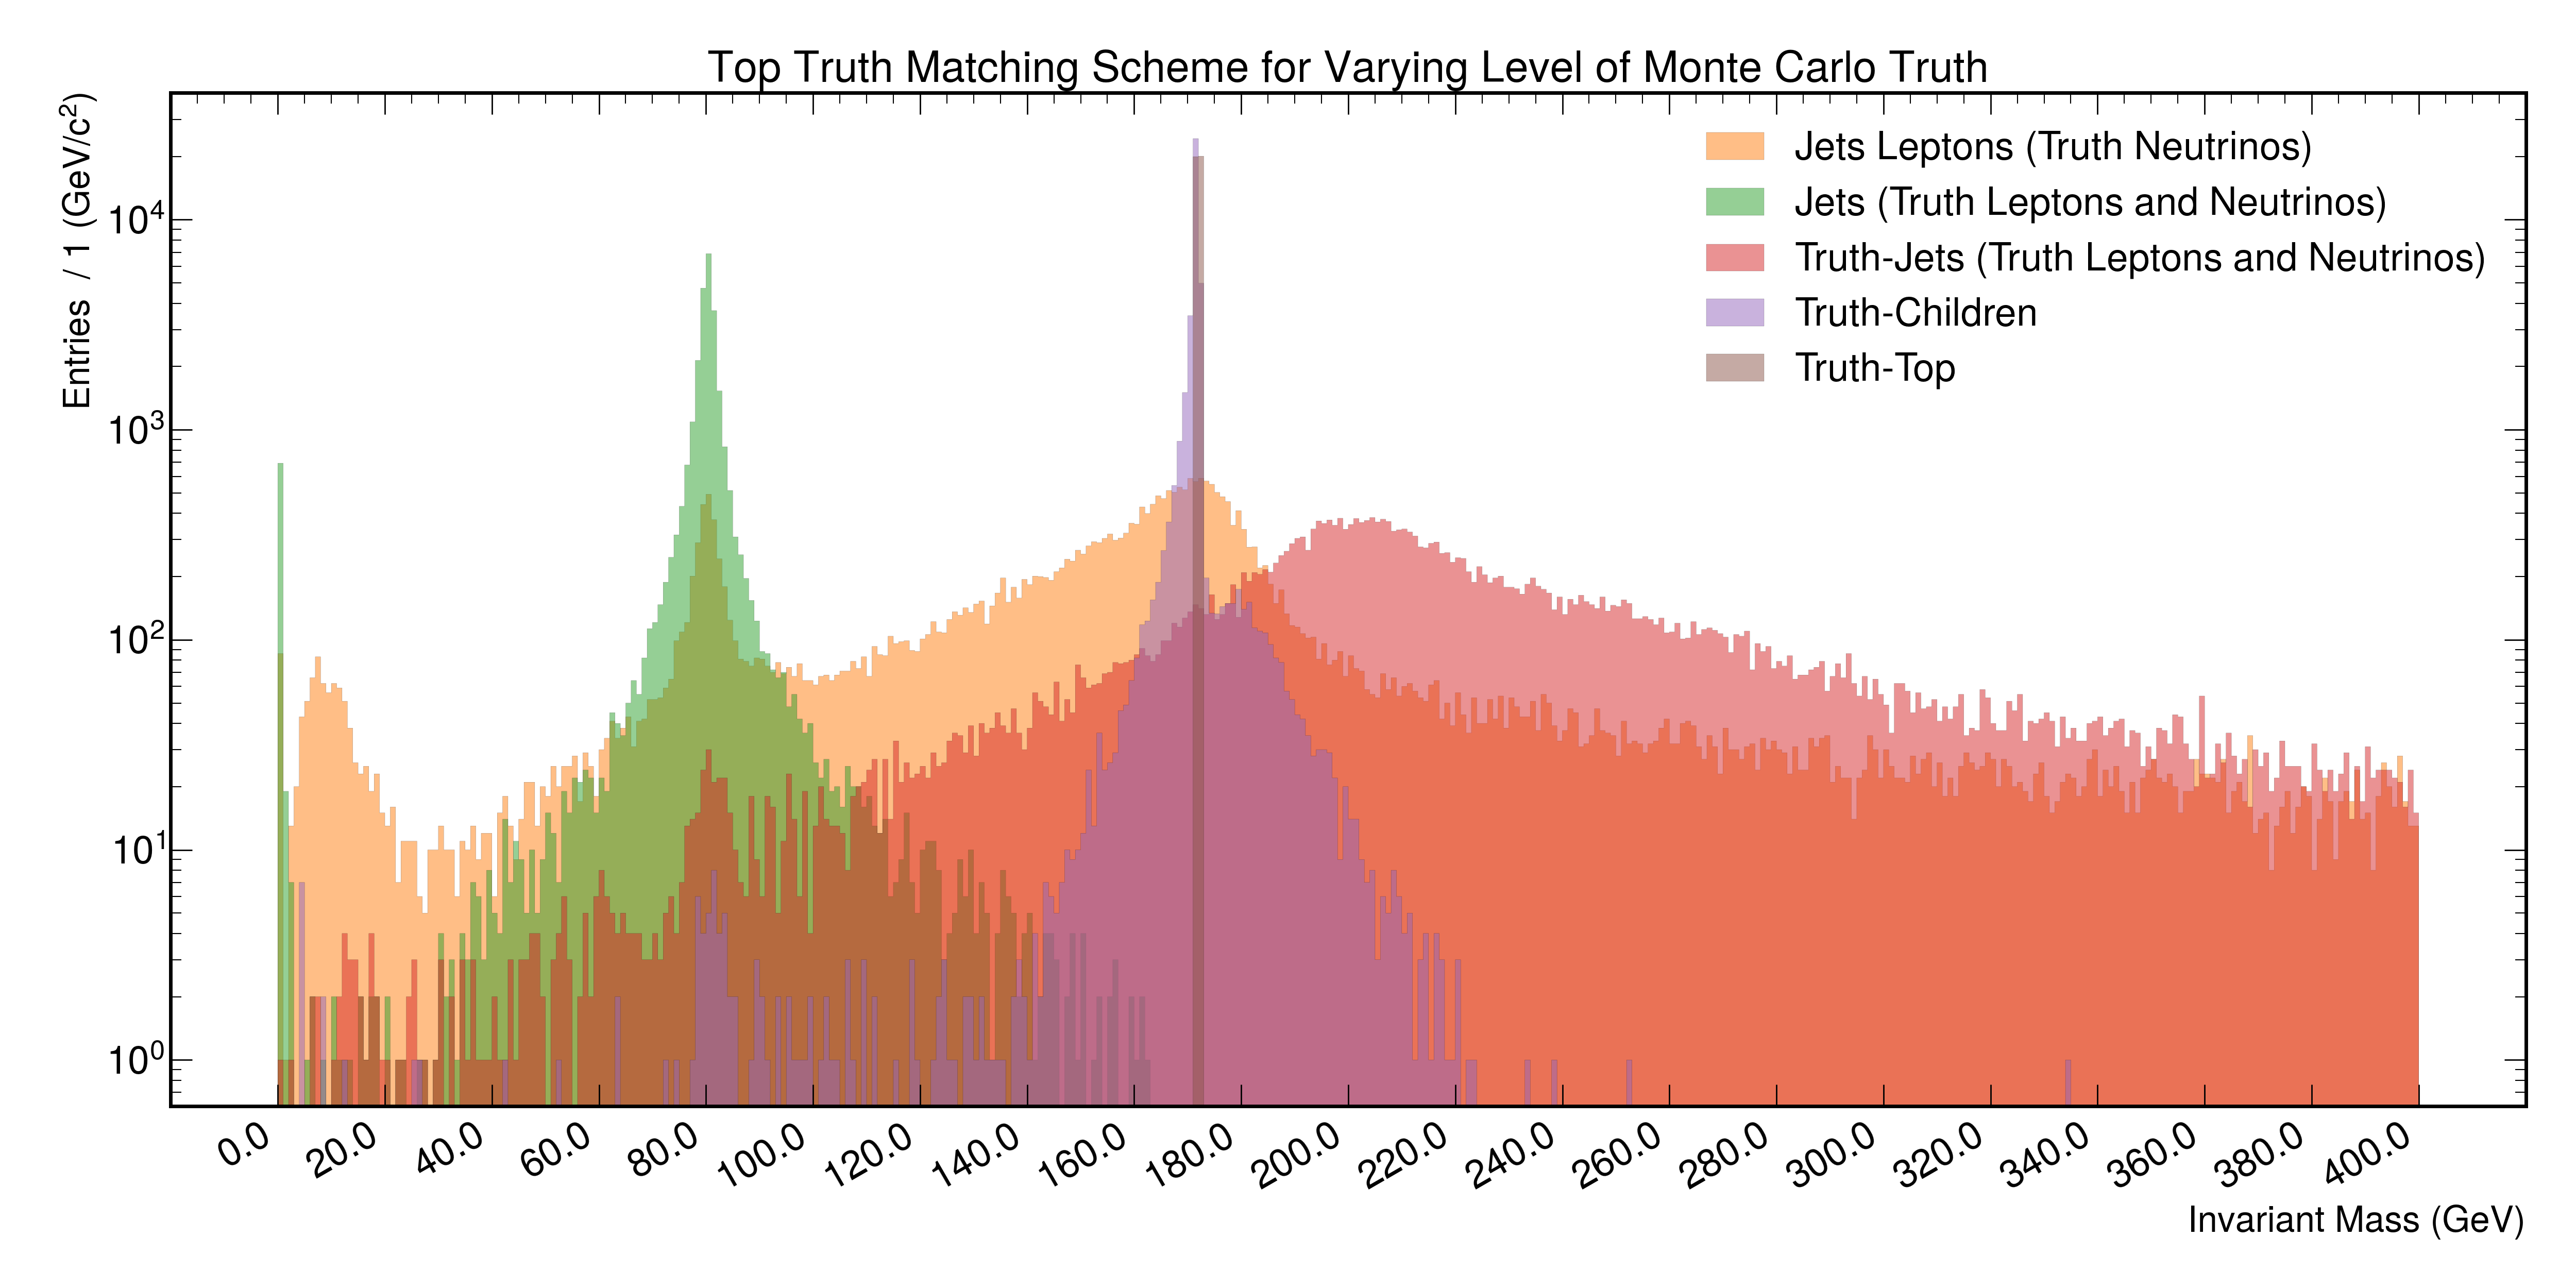 Top Truth Matching Scheme for Varying Level of Monte Carlo Truth
Entries / 1 (GeV/c²)
Jets Leptons (Truth Neutrinos)
Jets (Truth Leptons and Neutrinos)
Truth-Jets (Truth Leptons and Neutrinos)
Truth-Children
Truth-Top
10⁴
10³
10²
10¹
10⁰
0.0 20.0 40.0 60.0 80.0 100.0 120.0 140.0 160.0 180.0 200.0 220.0 240.0 260.0 280.0 300.0 320.0 340.0 360.0 380.0 400.0
Invariant Mass (GeV)